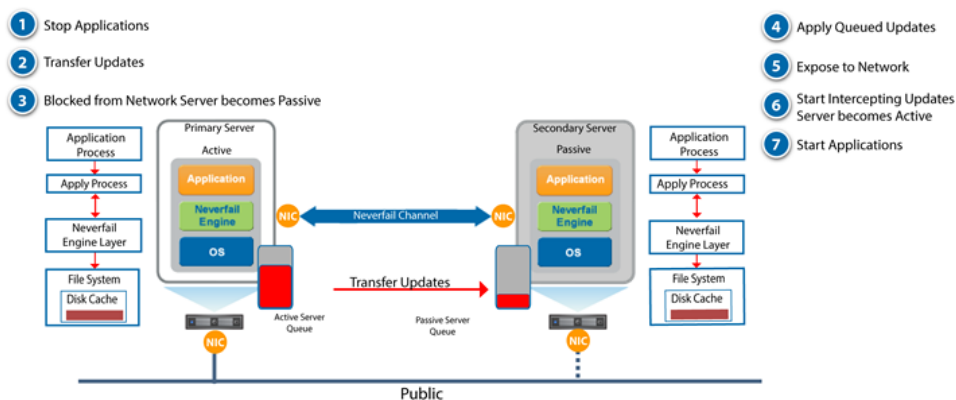 1 Stop Applications
2 Transfer Updates
3 Blocked from Network Server becomes Passive
4 Apply Queued Updates
5 Expose to Network
6 Start Intercepting Updates
Server becomes Active
7 Start Applications
Application
Process
Apply Process
Neverfail
Engine Layer
File System
Disk Cache
Primary Server
Active
Application
Neverfail
Engine
OS
NIC
Neverfail Channel
NIC
Active Server
Queue
Transfer Updates
Passive Server
Queue
Secondary Server
Passive
Application
Neverfail
Engine
OS
Application
Process
Apply Process
Neverfail
Engine Layer
File System
Disk Cache
NIC
NIC
Public